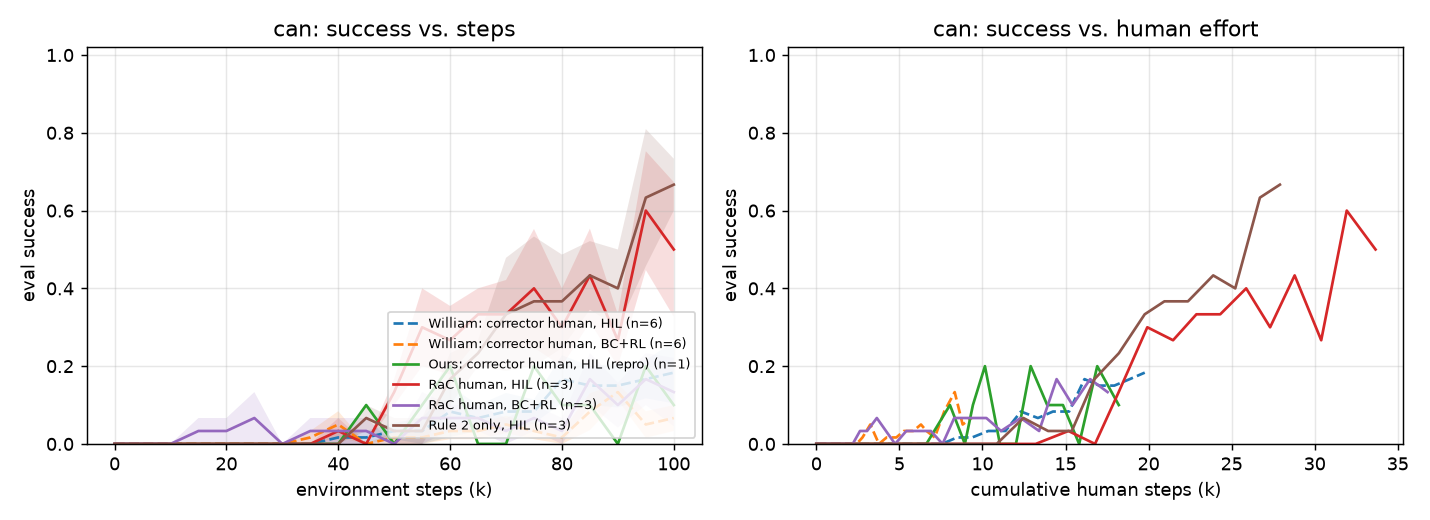 can: success vs. steps
1.0
0.8
0.6
0.4
0.2
0.0
eval success
William: corrector human, HIL (n=6)
William: corrector human, BC+RL (n=6)
Ours: corrector human, HIL (repro) (n=1)
RaC human, HIL (n=3)
RaC human, BC+RL (n=3)
Rule 2 only, HIL (n=3)
0 20 40 60 80 100
environment steps (k)
can: success vs. human effort
1.0
0.8
0.6
0.4
0.2
0.0
eval success
0 5 10 15 20 25 30 35
cumulative human steps (k)